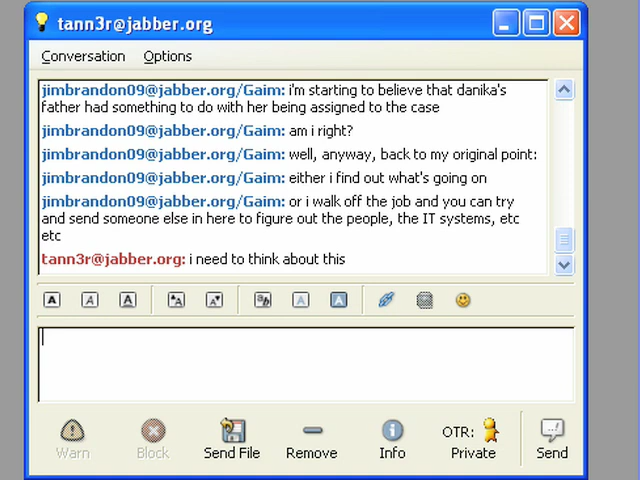 tann3r@jabber.org
Conversation Options
jimbrandon09@jabber.org/Gaim: i'm starting to believe that danika's
father had something to do with her being assigned to the case
jimbrandon09@jabber.org/Gaim: am i right?
jimbrandon09@jabber.org/Gaim: well, anyway, back to my original point:
jimbrandon09@jabber.org/Gaim: either i find out what's going on
jimbrandon09@jabber.org/Gaim: or i walk off the job and you can try
and send someone else in here to figure out the people, the IT systems, etc
etc
tann3r@jabber.org: i need to think about this
A A A A A ab A A
OTR:
Warn Block Send File Remove Info Private Send